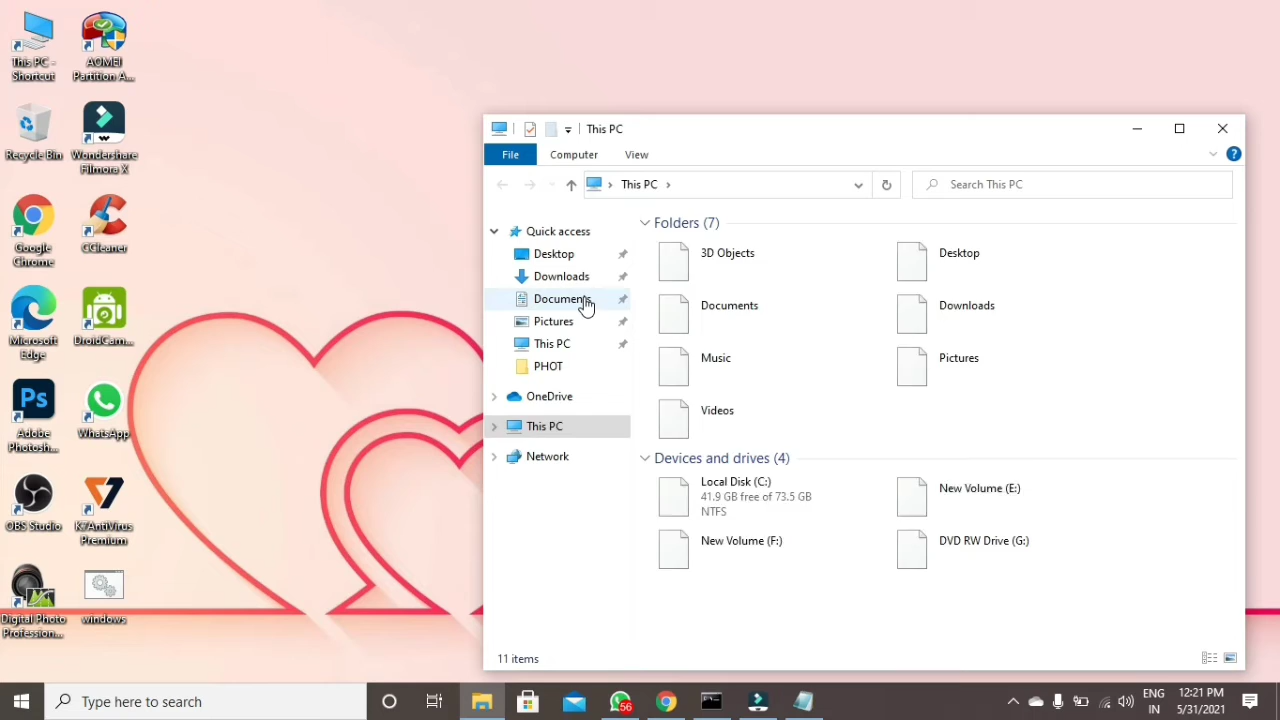 This PC -
Shortcut
AOMEI
Partition A...
Recycle Bin
Wondershare
Filmora X
Google
Chrome
CCleaner
Microsoft
Edge
DroidCam...
Ps
Adobe
Photosh...
WhatsApp
OBS Studio
K7AntiVirus
Premium
Digital Photo
Profession...
windows
This PC
File
Computer
View
?
This PC
Search This PC
Quick access
Desktop
Downloads
Documents
Pictures
This PC
PHOT
OneDrive
This PC
Network
Folders (7)
3D Objects
Desktop
Documents
Downloads
Music
Pictures
Videos
Devices and drives (4)
Local Disk (C:)
41.9 GB free of 73.5 GB
NTFS
New Volume (E:)
New Volume (F:)
DVD RW Drive (G:)
11 items
Type here to search
56
ENG
IN
12:21 PM
5/31/2021